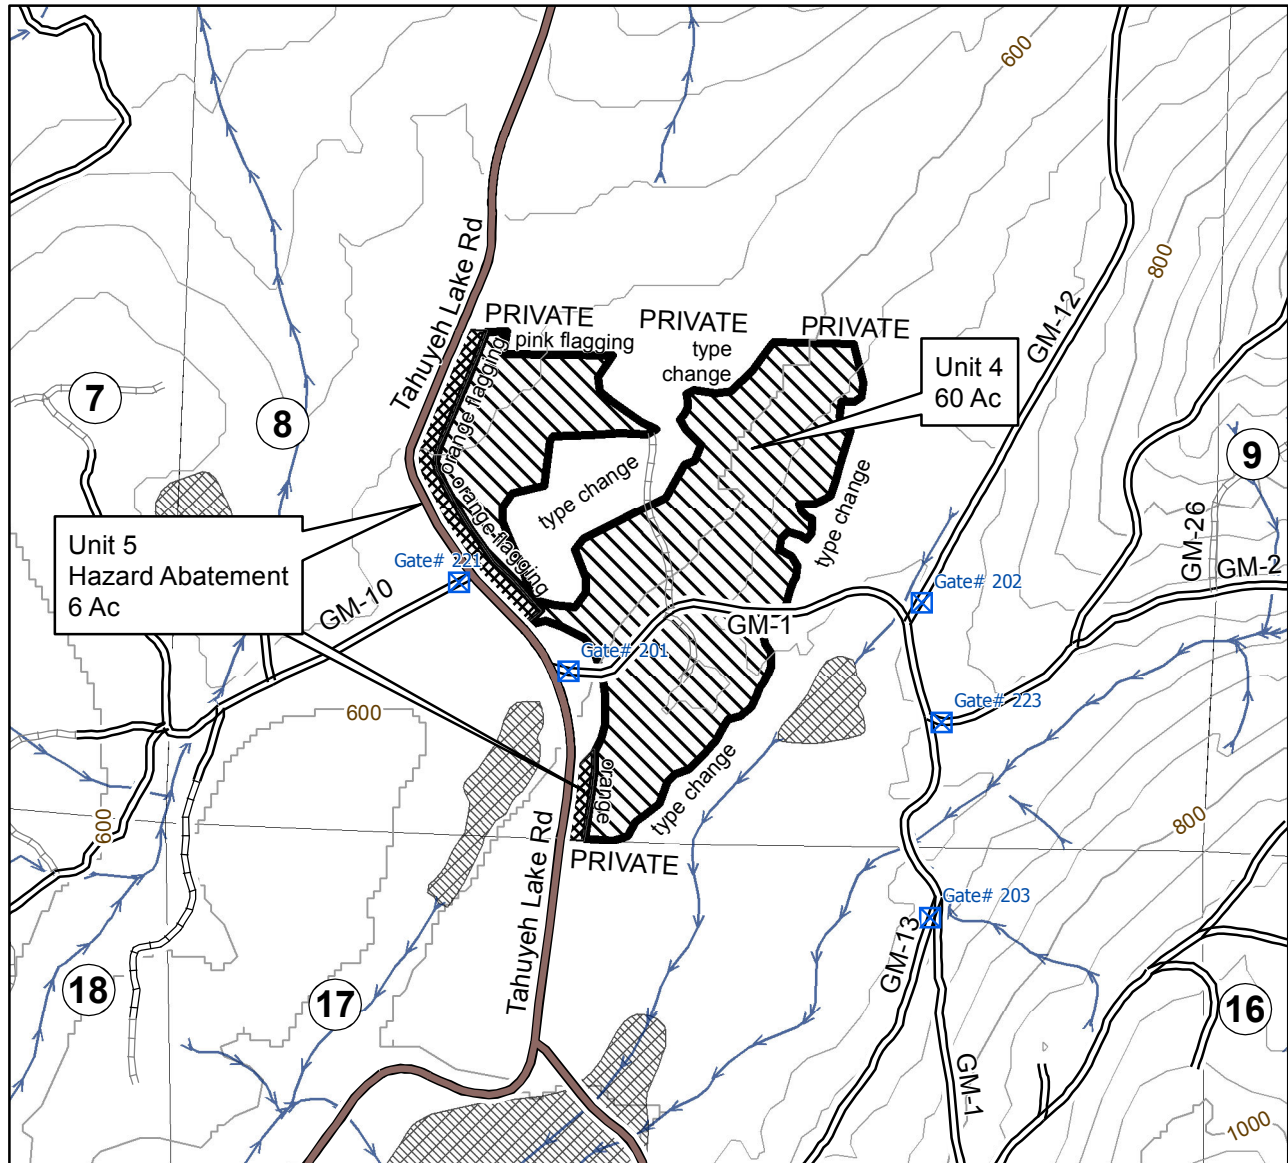 600
800
Tahuyeh Lake Rd
GM-12
PRIVATE
PRIVATE
PRIVATE
pink flagging
type
change
Unit 4
60 Ac
7
8
9
orange flagging
orange flagging
type change
type change
Unit 5
Hazard Abatement
6 Ac
Gate# 221
GM-10
Gate# 202
GM-26
GM-2
GM-1
Gate# 201
600
Gate# 223
type change
orange
600
800
PRIVATE
Tahuyeh Lake Rd
Gate# 203
GM-13
18
17
16
GM-1
1000